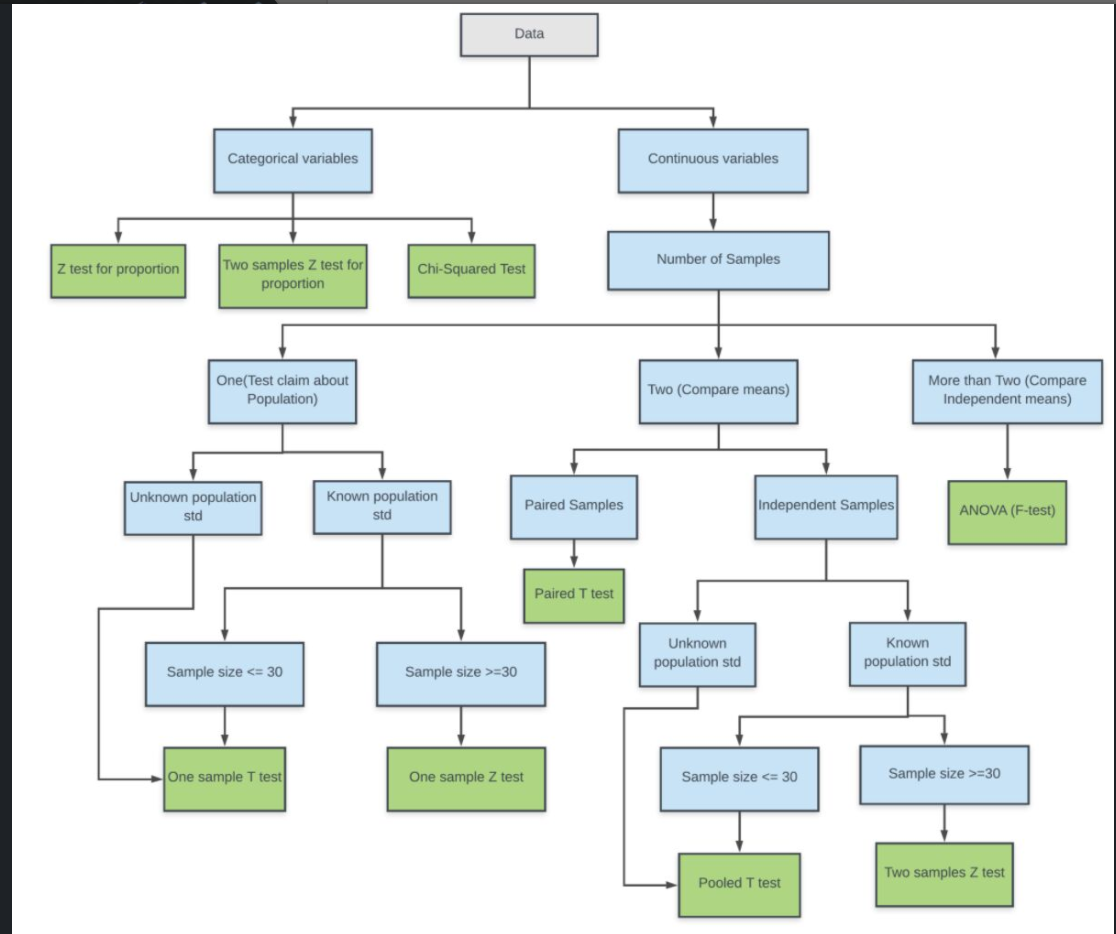 Data
Categorical variables
Continuous variables
Z test for proportion
Two samples Z test for
proportion
Chi-Squared Test
Number of Samples
One(Test claim about
Population)
Two (Compare means)
More than Two (Compare
Independent means)
Unknown population
std
Known population
std
Paired Samples
Independent Samples
ANOVA (F-test)
Paired T test
Sample size <= 30
Sample size >=30
Unknown
population std
Known
population std
One sample T test
One sample Z test
Sample size <= 30
Sample size >=30
Pooled T test
Two samples Z test